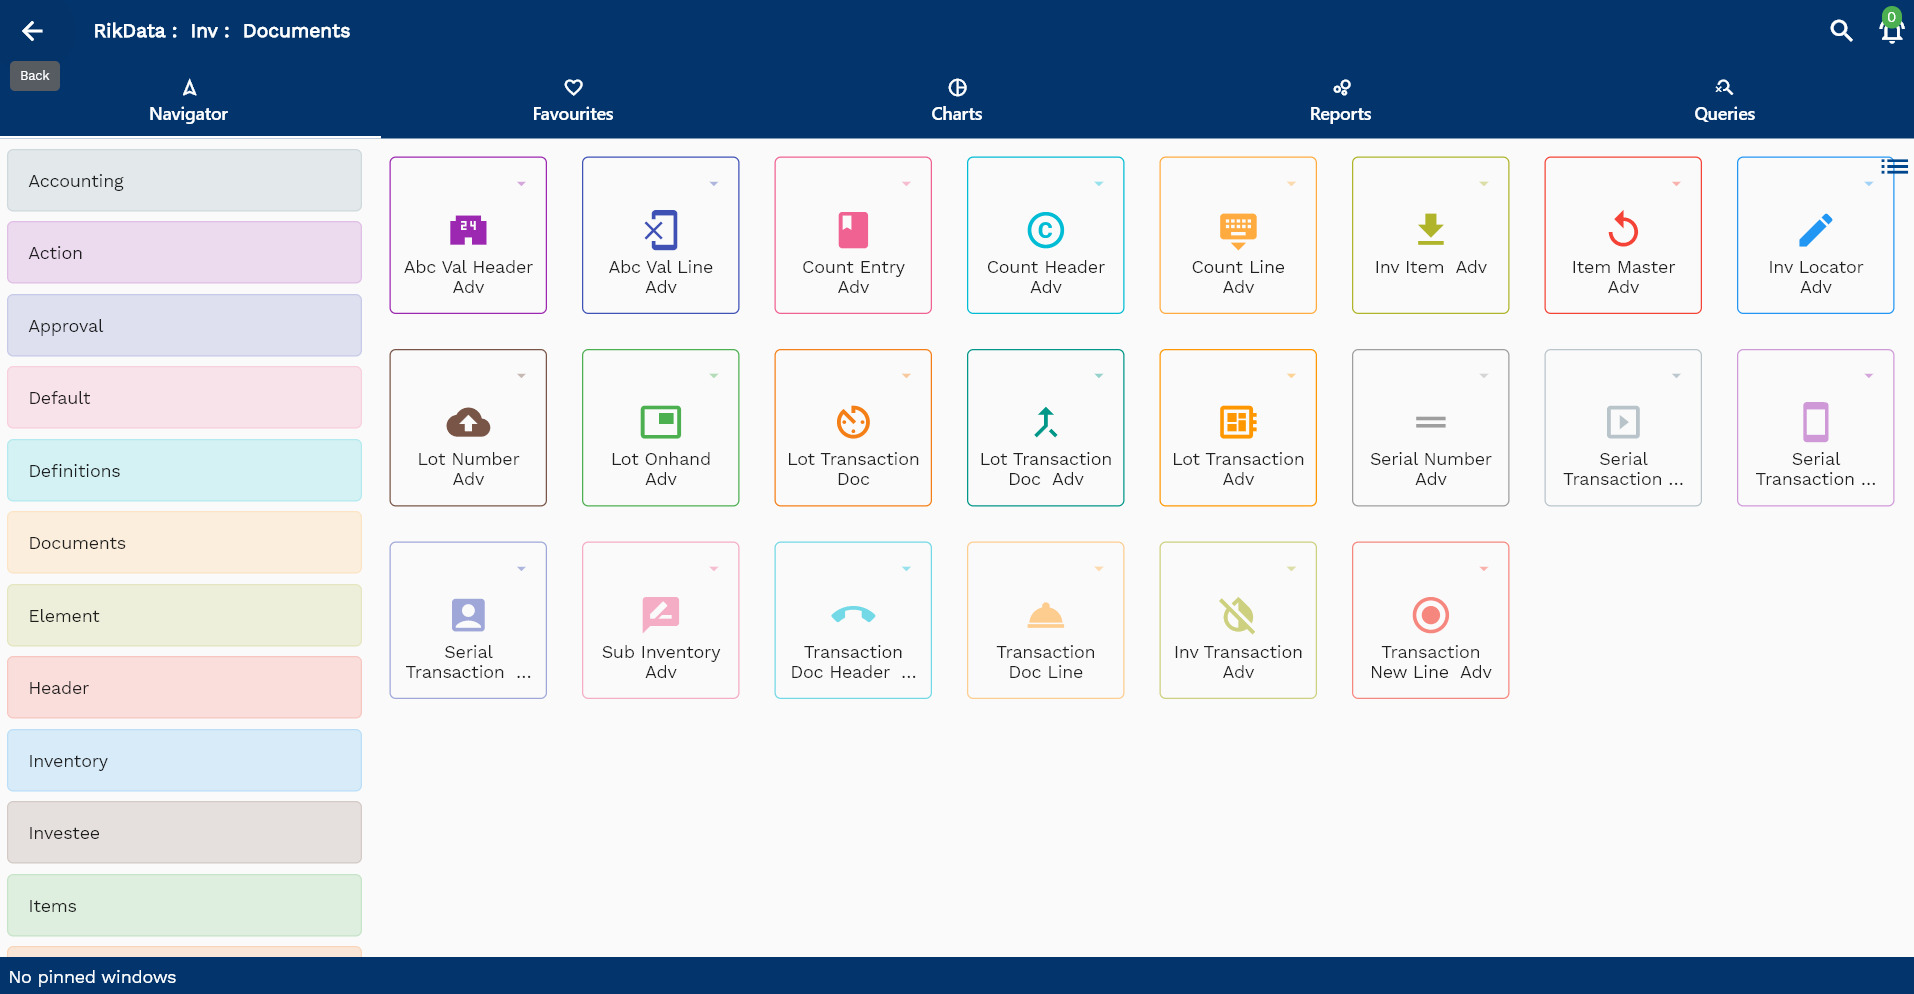 RikData :  Inv :  Documents
0
Back
Navigator
Favourites
Charts
Reports
Queries
Accounting
Action
Approval
Default
Definitions
Documents
Element
Header
Inventory
Investee
Items
24
Abc Val Header
Adv
Abc Val Line
Adv
Count Entry
Adv
C
Count Header
Adv
Count Line
Adv
Inv Item  Adv
Item Master
Adv
Inv Locator
Adv
Lot Number
Adv
Lot Onhand
Adv
Lot Transaction
Doc
Lot Transaction
Doc  Adv
Lot Transaction
Adv
Serial Number
Adv
Serial
Transaction ...
Serial
Transaction ...
Serial
Transaction  ...
Sub Inventory
Adv
Transaction
Doc Header  ...
Transaction
Doc Line
Inv Transaction
Adv
Transaction
New Line  Adv
No pinned windows